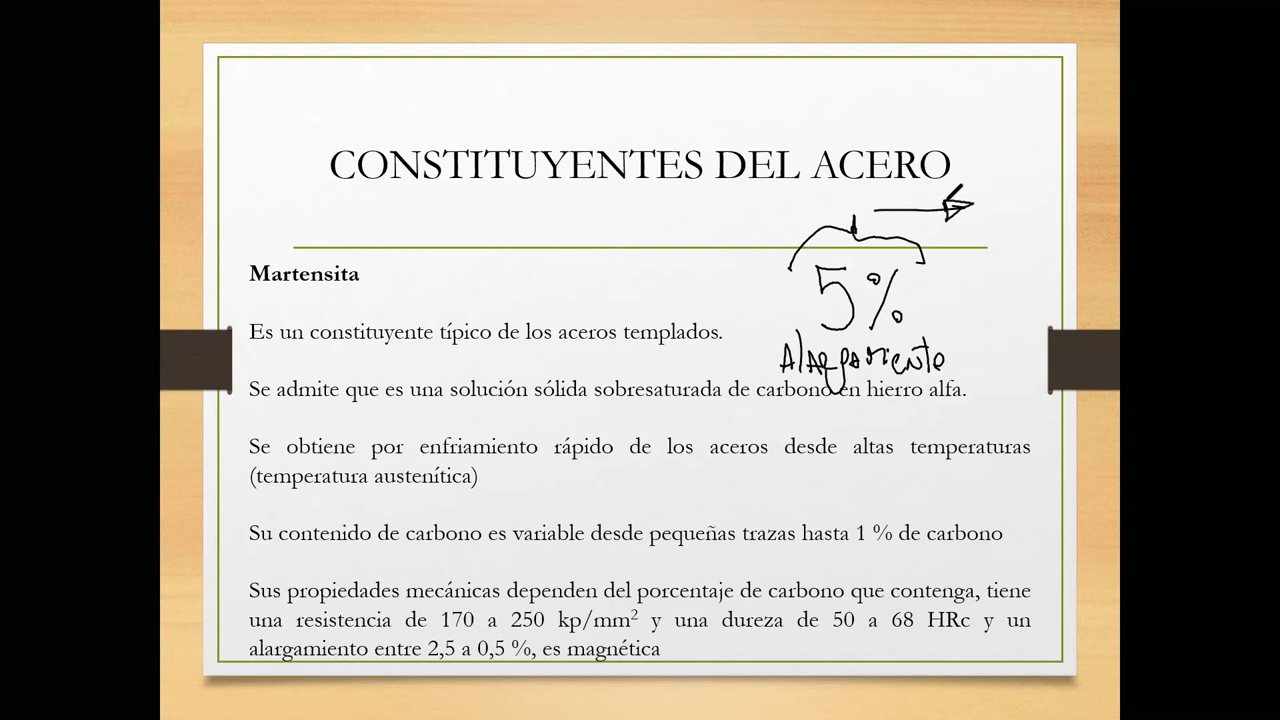 CONSTITUYENTES DEL ACERO
Martensita
5%
Es un constituyente típico de los aceros templados.
Alargamiento
Se admite que es una solución sólida sobresaturada de carbono en hierro alfa.
Se obtiene por enfriamiento rápido de los aceros desde altas temperaturas
(temperatura austenítica)
Su contenido de carbono es variable desde pequeñas trazas hasta 1 % de carbono
Sus propiedades mecánicas dependen del porcentaje de carbono que contenga, tiene
una resistencia de 170 a 250 kp/mm² y una dureza de 50 a 68 HRc y un
alargamiento entre 2,5 a 0,5 %, es magnética